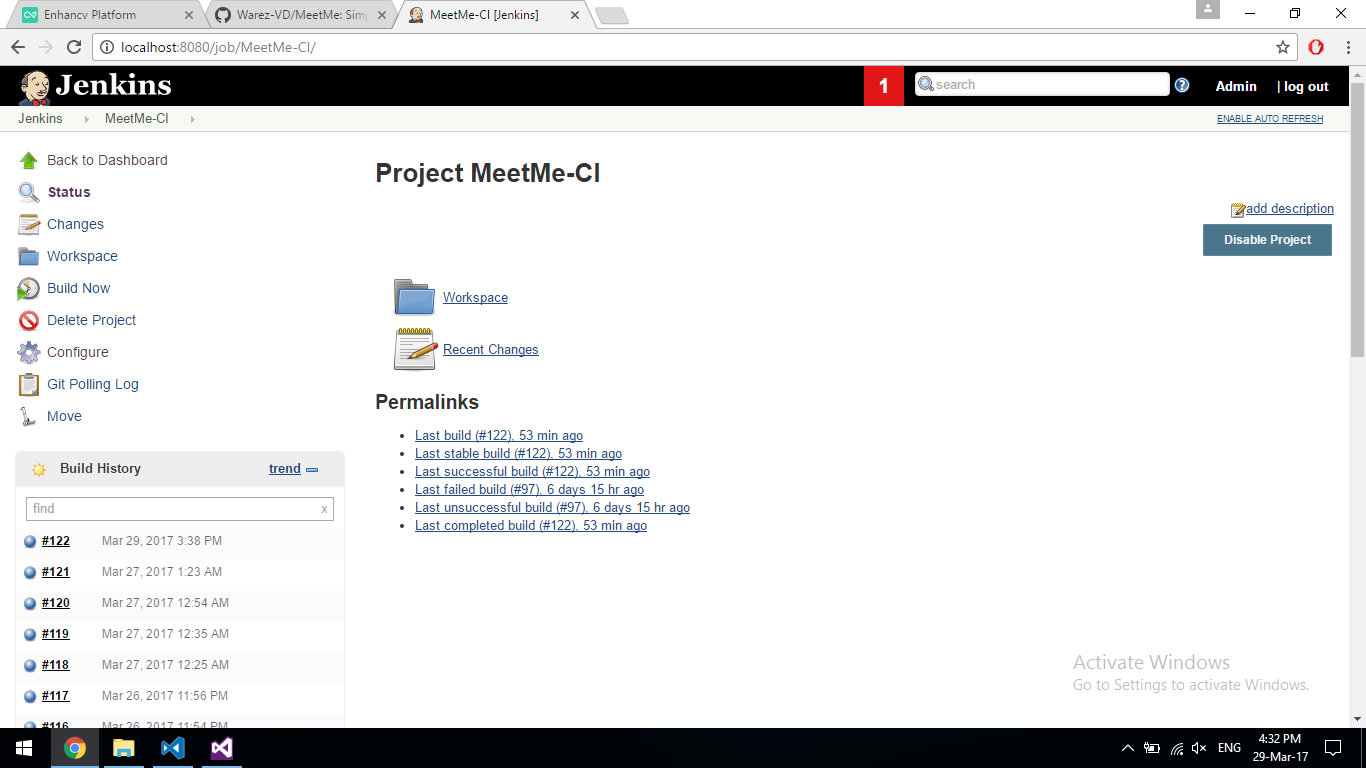 Enhancv Platform
Warez-VD/MeetMe: Sim
MeetMe-CI [Jenkins]
localhost:8080/job/MeetMe-CI/
Jenkins
1
search
?
Admin
| log out
Jenkins
MeetMe-CI
ENABLE AUTO REFRESH
Back to Dashboard
Status
Changes
Workspace
Build Now
Delete Project
Configure
Git Polling Log
Move
Project MeetMe-CI
add description
Disable Project
Workspace
Recent Changes
Permalinks
Last build (#122), 53 min ago
Last stable build (#122), 53 min ago
Last successful build (#122), 53 min ago
Last failed build (#97), 6 days 15 hr ago
Last unsuccessful build (#97), 6 days 15 hr ago
Last completed build (#122), 53 min ago
Build History
trend
find
x
#122 Mar 29, 2017 3:38 PM
#121 Mar 27, 2017 1:23 AM
#120 Mar 27, 2017 12:54 AM
#119 Mar 27, 2017 12:35 AM
#118 Mar 27, 2017 12:25 AM
#117 Mar 26, 2017 11:56 PM
#116 Mar 26, 2017 11:54 PM
Activate Windows
Go to Settings to activate Windows.
ENG
4:32 PM
29-Mar-17